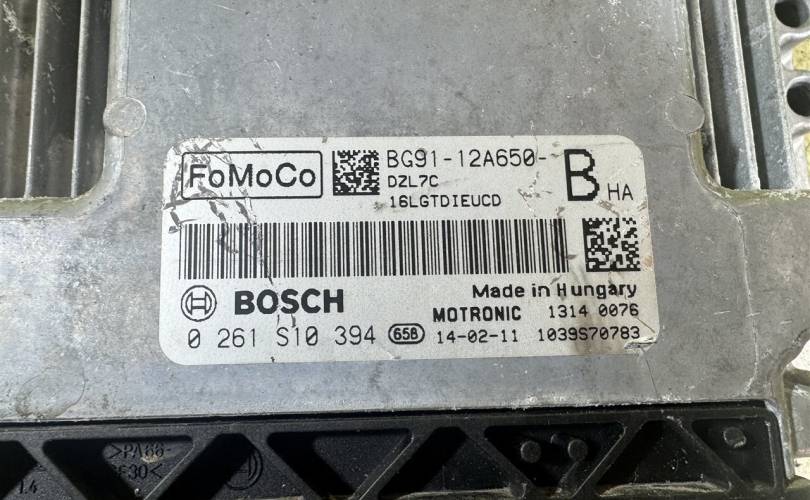 FoMoCo
BG91-12A650-
B HA
DZL7C
16LGTDIEUCD
BOSCH
Made in Hungary
MOTRONIC 1314 0076
0 261 S10 394 658 14-02-11 1039S70783
>PA66-